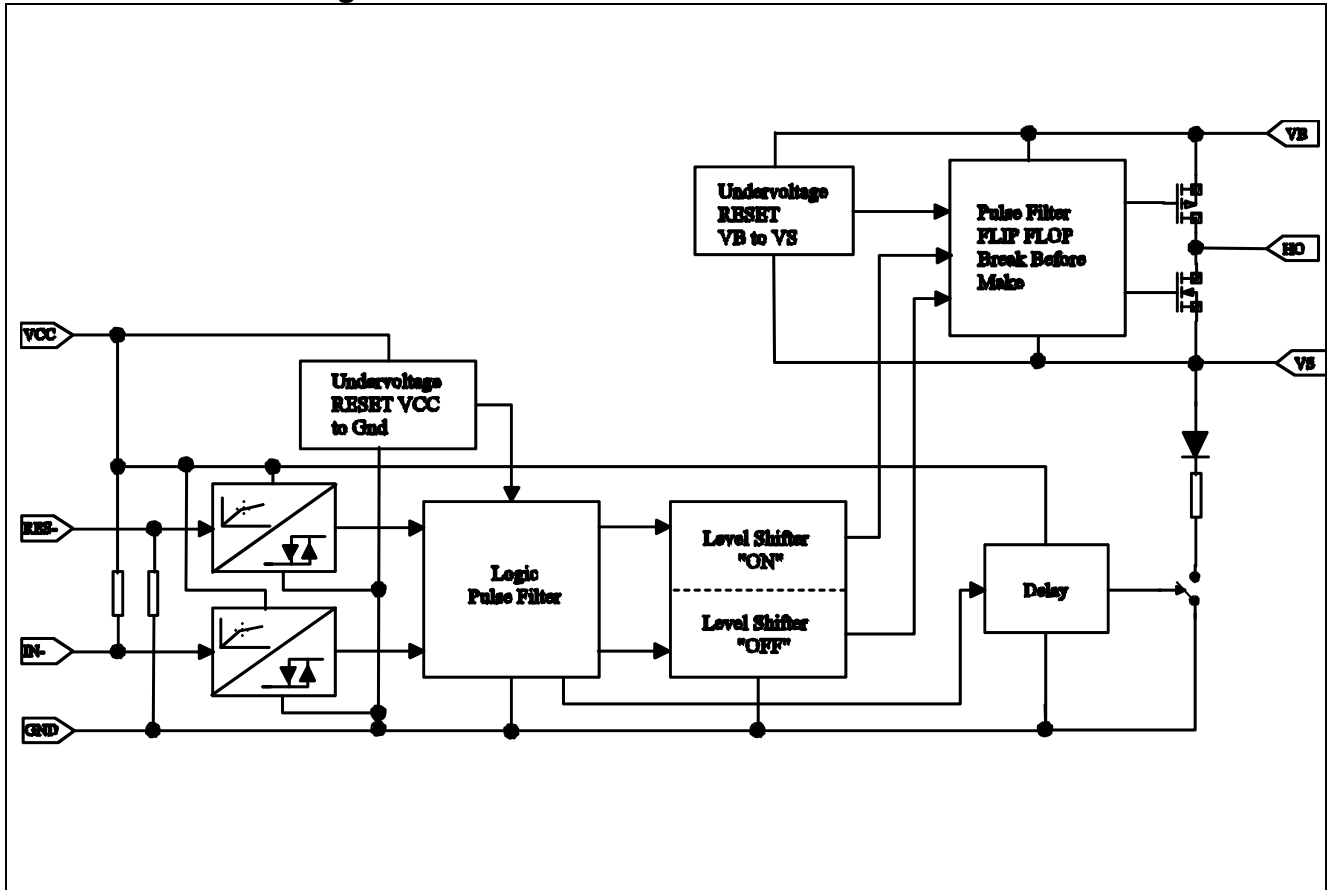 VB
Undervoltage
RESET
VB to VS
Pulse Filter
FLIP FLOP
Break Before
Make
HO
VCC
VS
Undervoltage
RESET VCC
to Gnd
RES-
Logic
Pulse Filter
Level Shifter
"ON"
Delay
Level Shifter
"OFF"
IN-
GND